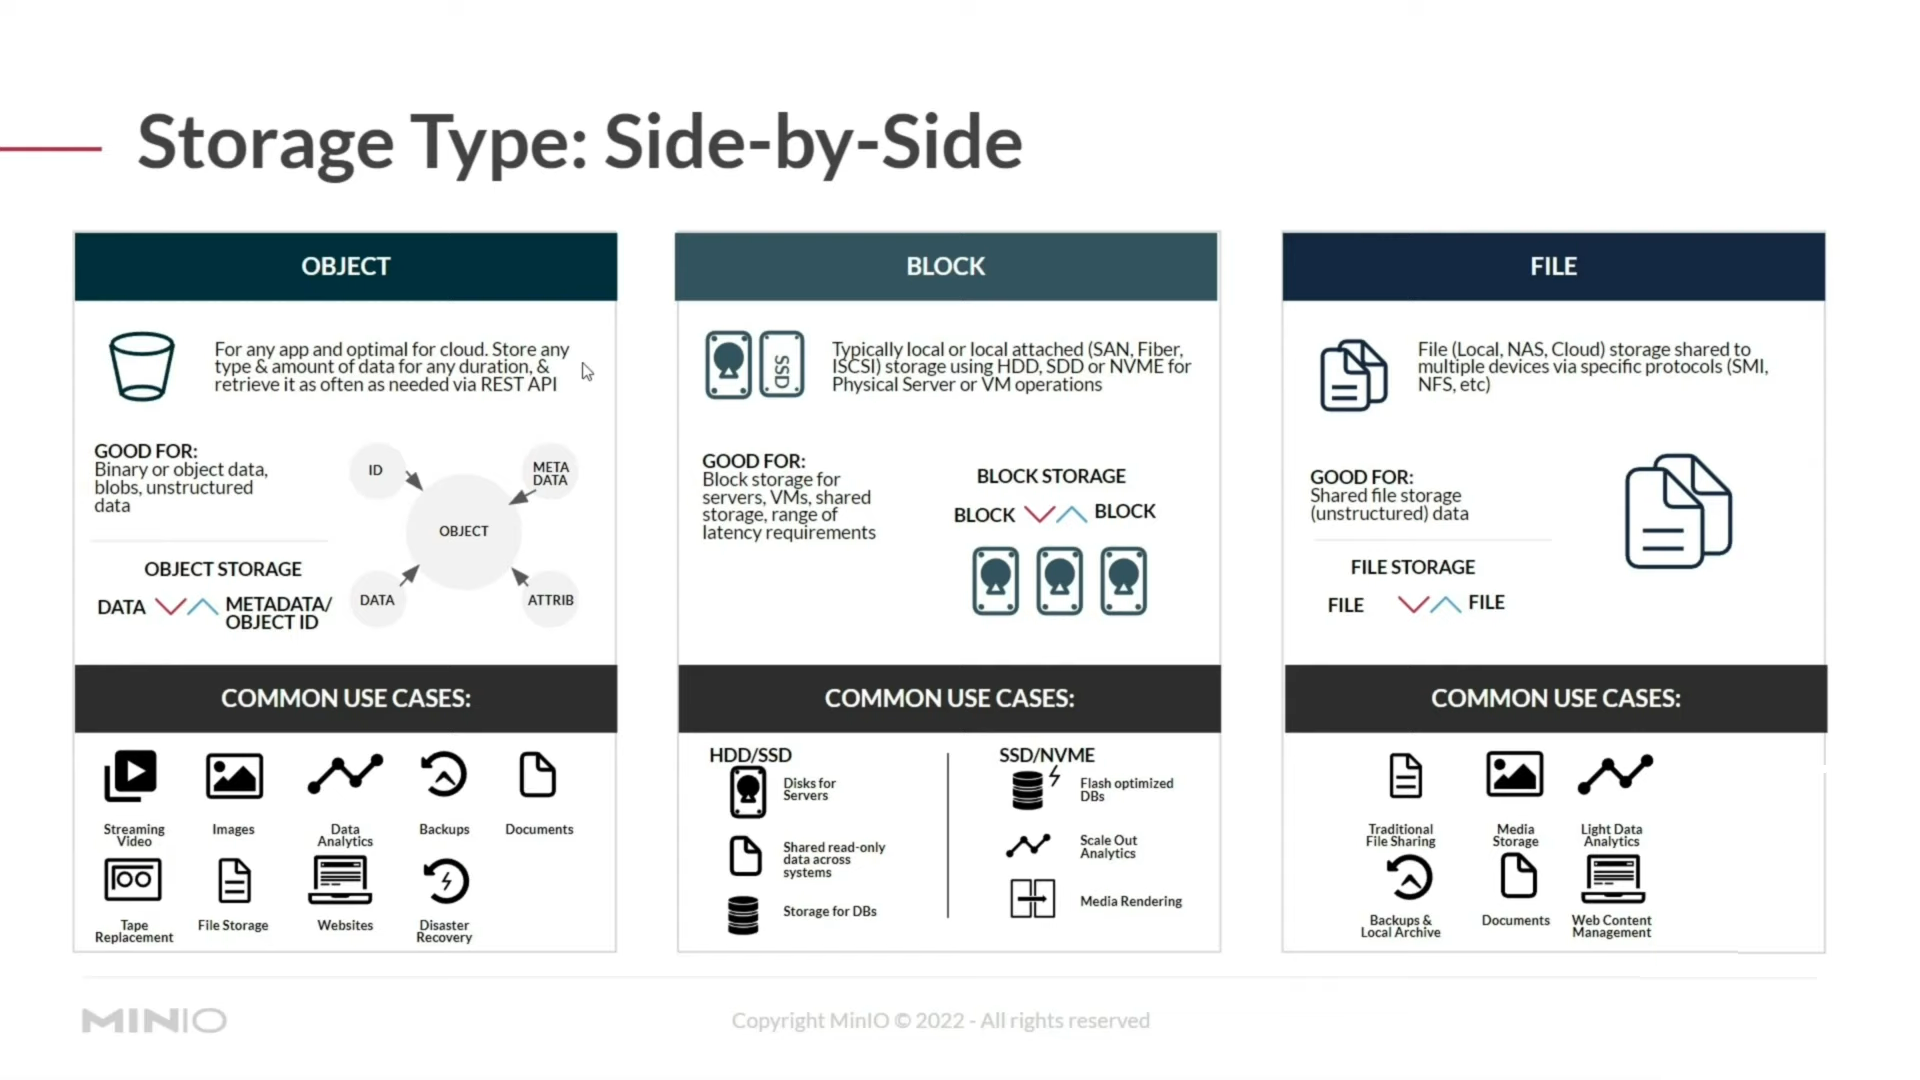 Storage Type: Side-by-Side
OBJECT
For any app and optimal for cloud. Store any
type & amount of data for any duration, &
retrieve it as often as needed via REST API
GOOD FOR:
Binary or object data,
blobs, unstructured
data
ID
META
DATA
OBJECT
DATA
ATTRIB
OBJECT STORAGE
DATA
METADATA/
OBJECT ID
COMMON USE CASES:
Streaming
Video
Images
Data
Analytics
Backups
Documents
Tape
Replacement
File Storage
Websites
Disaster
Recovery
BLOCK
SSD
Typically local or local attached (SAN, Fiber,
ISCSI) storage using HDD, SDD or NVME for
Physical Server or VM operations
GOOD FOR:
Block storage for
servers, VMs, shared
storage, range of
latency requirements
BLOCK STORAGE
BLOCK
BLOCK
COMMON USE CASES:
HDD/SSD
Disks for
Servers
Shared read-only
data across
systems
Storage for DBs
SSD/NVME
Flash optimized
DBs
Scale Out
Analytics
Media Rendering
FILE
File (Local, NAS, Cloud) storage shared to
multiple devices via specific protocols (SMI,
NFS, etc)
GOOD FOR:
Shared file storage
(unstructured) data
FILE STORAGE
FILE
FILE
COMMON USE CASES:
Traditional
File Sharing
Media
Storage
Light Data
Analytics
Backups &
Local Archive
Documents
Web Content
Management
MINIO
Copyright MinIO © 2022 - All rights reserved